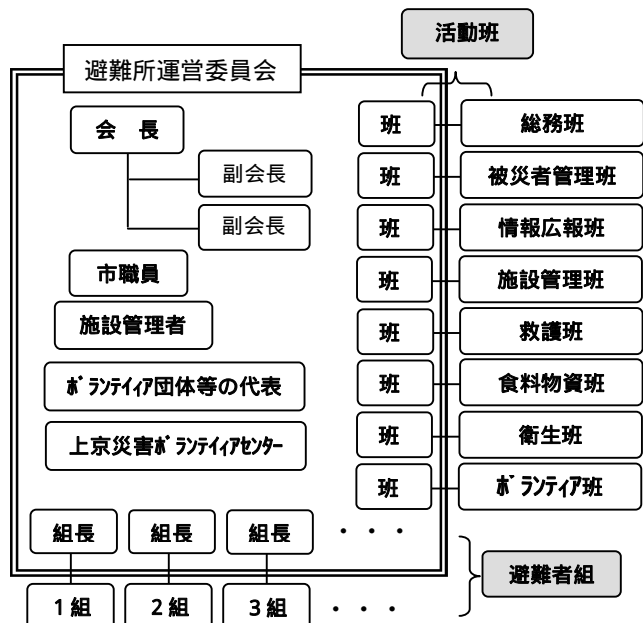 活動班
避難所運営委員会
会　長
副会長
副会長
市職員
施設管理者
ﾎﾞﾗﾝﾃｲｨｱ団体等の代表
上京災害ﾎﾞﾗﾝﾃｲｨｱｾﾝﾀｰ
班 総務班
班 被災者管理班
班 情報広報班
班 施設管理班
班 救護班
班 食料物資班
班 衛生班
班 ﾎﾞﾗﾝﾃｨｱ班
組長 組長 組長 ・・・
避難者組
1組 2組 3組 ・・・